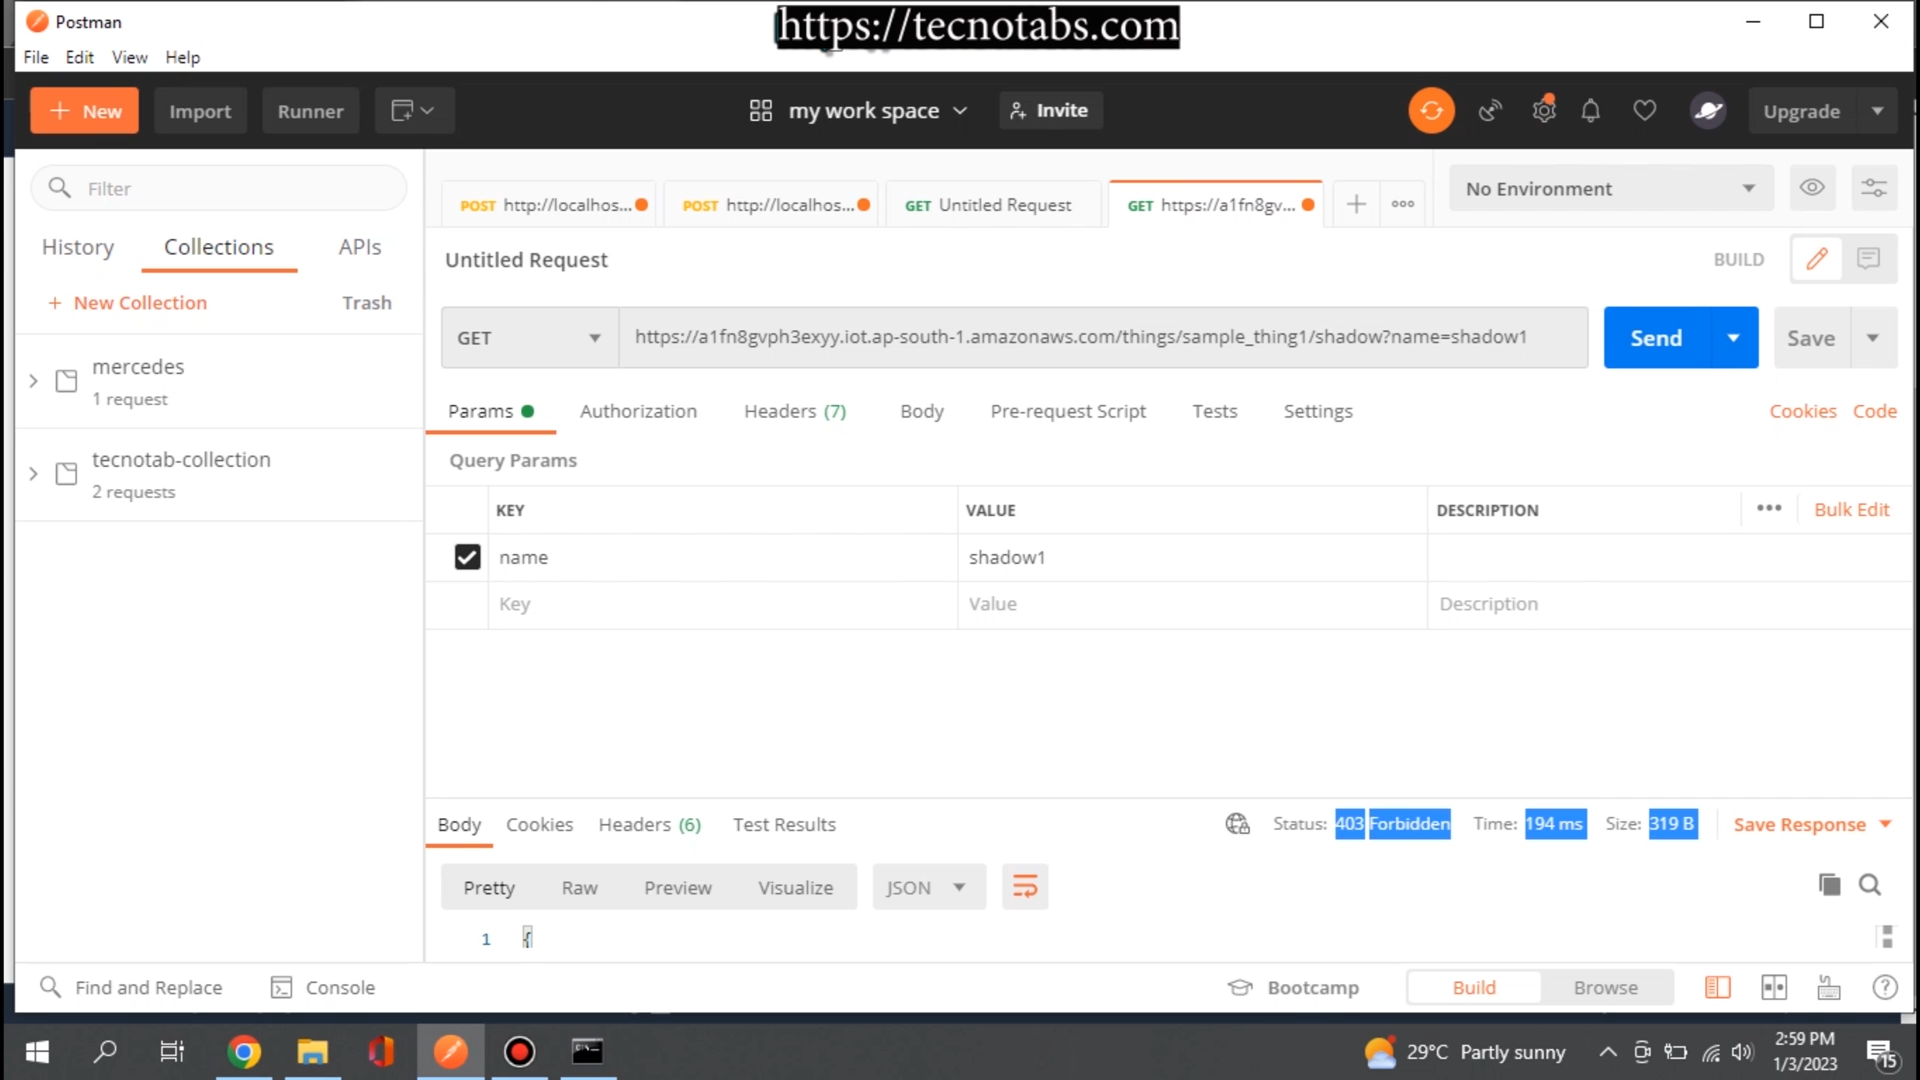 Postman
https://tecnotabs.com
File Edit View Help
New Import Runner my work space Invite Upgrade
Filter
History Collections APIs
+ New Collection Trash
mercedes
1 request
tecnotab-collection
2 requests
POST http://localhos... POST http://localhos... GET Untitled Request GET https://a1fn8gv... No Environment
Untitled Request BUILD
GET https://a1fn8gvph3exyy.iot.ap-south-1.amazonaws.com/things/sample_thing1/shadow?name=shadow1 Send Save
Params Authorization Headers (7) Body Pre-request Script Tests Settings Cookies Code
Query Params
KEY VALUE DESCRIPTION Bulk Edit
name shadow1
Key Value Description
Body Cookies Headers (6) Test Results Status: 403 Forbidden Time: 194 ms Size: 319 B Save Response
Pretty Raw Preview Visualize JSON
1 {
Find and Replace Console Bootcamp Build Browse
29°C Partly sunny 2:59 PM
1/3/2023
15